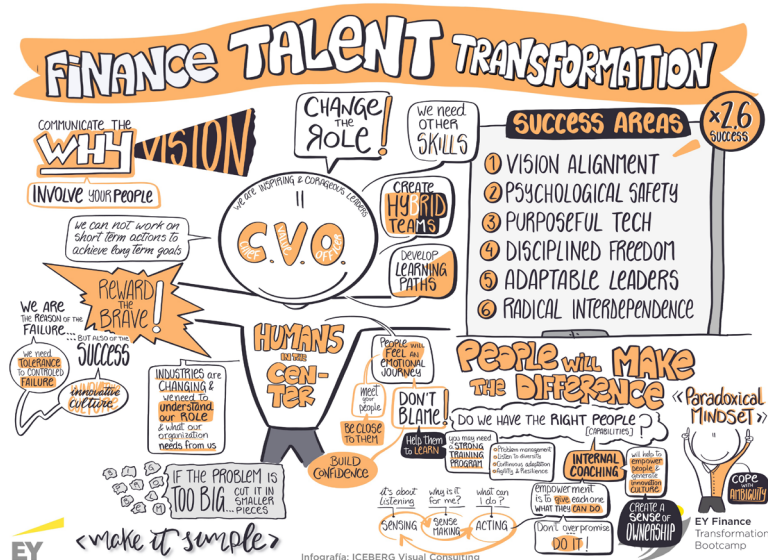 FINANCE TALENT TRANSFORMATION
COMMUNICATE THE
WHY
VISION
INVOLVE YOUR PEOPLE
CHANGE
THE
ROLE!
We need
OTHER
SKILLS
SUCCESS AREAS
x2.6
SUCCESS
1 VISION ALIGNMENT
2 PSYCHOLOGICAL SAFETY
3 PURPOSEFUL TECH
4 DISCIPLINED FREEDOM
5 ADAPTABLE LEADERS
6 RADICAL INTERDEPENDENCE
We are INSPIRING & CORAGEOUS LEADERS
=
C.V.O.
CHIEF
VALUE
OFFICER
CREATE
HYBRID
TEAMS
DEVELOP
LEARNING
PATHS
we can not work on
short Term actions to
achieve long Term goals
REWARD
THE
BRAVE!
WE ARE
THE REASON OF THE
FAILURE...
BUT ALSO OF THE
SUCCESS
we need
TOLERANCE
TO CONTROLED
FAILURE
innovative
culture
INDUSTRIES are
CHANGING &
we need TO
understand
our ROLE
& what our
organization
needs from us
HUMANS
IN THE
CEN-
TER
PEOPLE will
FEEL AN
EMOTIONAL
JOURNEY
meet
your
people
BE CLOSE
TO THEM
DON'T
BLAME!
Help them
to LEARN
BUILD
CONFIDENCE
PEOPLE WILL MAKE
THE DIFFERENCE
<<Paradoxical
MINDSET>>
DO WE HAVE THE RIGHT PEOPLE?
[CAPABILITIES]
you may need
a STRONG
TRAINING
PROGRAM
Problem management
Listen to diversity
Continuous adaptation
Agility & Resilience
INTERNAL
COACHING
will help to
empower
people &
generate
innovation
CULTURE
COPE
WITH
AMBIGUITY
IF THE PROBLEM IS
TOO BIG... CUT IT IN
SMALLER
PIECES
it's about
listening
why is it
for me?
what can
I do?
SENSING
SENSE
MAKING
ACTING
empowerment
is to give each one
what they CAN DO
Don't overpromise
DO IT!
CREATE A
SENSE of
OWNERSHIP
EY
<make it simple>
EY Finance
Transformation
Bootcamp
Infografía: ICEBERG Visual Consulting